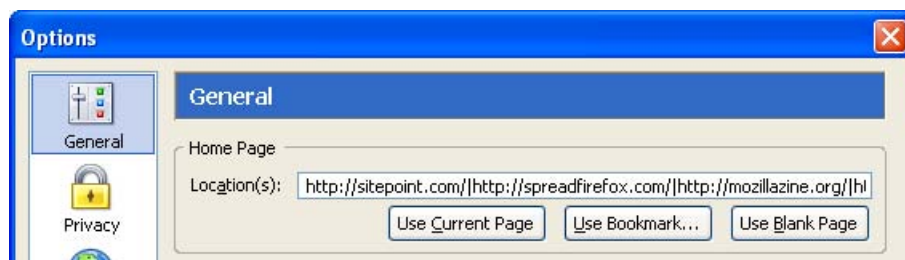 Options
General
General
Home Page
Location(s): http://sitepoint.com/|http://spreadfirefox.com/|http://mozillazine.org/|
Use Current Page Use Bookmark... Use Blank Page
Privacy